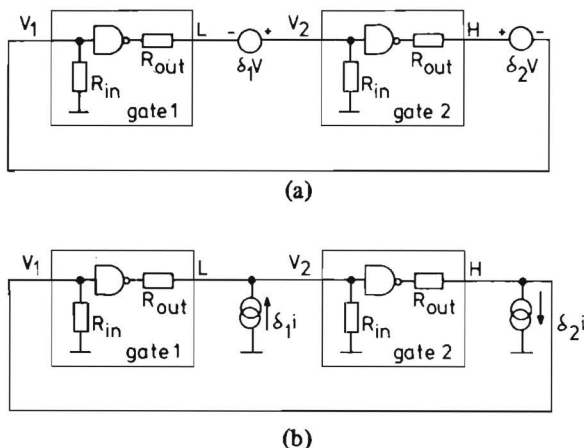 V1 L - + V2 H + -
Rout δ1V Rout δ2V
Rin Rin
gate 1 gate 2
(a)
V1 L V2 H
Rout δ1i Rout δ2i
Rin Rin
gate 1 gate 2
(b)